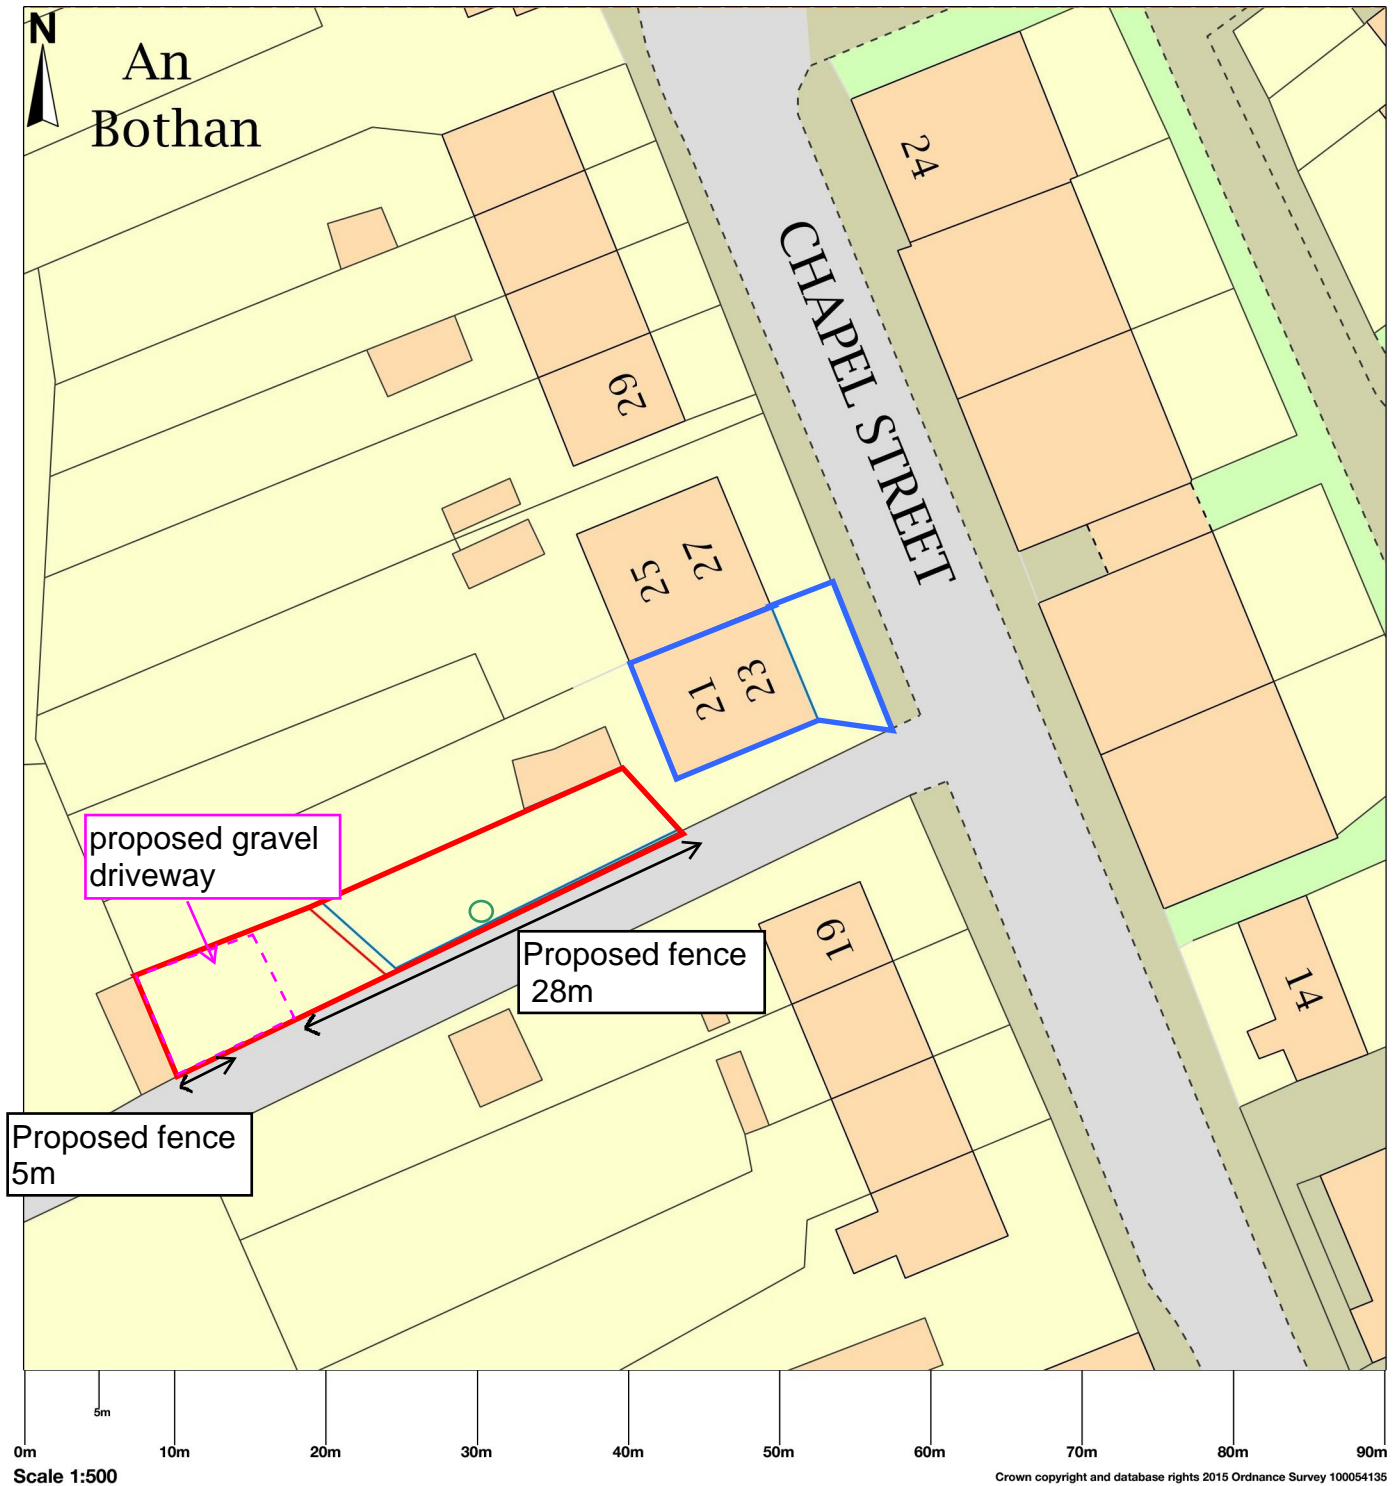 N
An
Bothan
24
CHAPEL STREET
29
27
25
23
21
proposed gravel
driveway
19
Proposed fence
28m
14
Proposed fence
5m
5m
0m 10m 20m 30m 40m 50m 60m 70m 80m 90m
Scale 1:500
Crown copyright and database rights 2015 Ordnance Survey 100054135